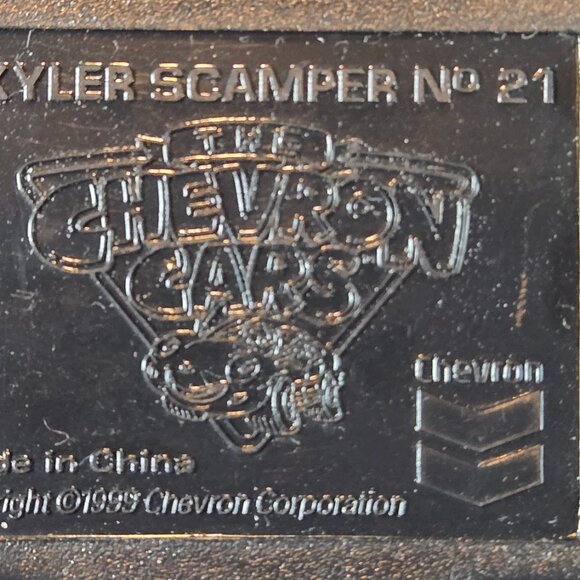 KYLER SCAMPER Nº 21
THE
CHEVRON
CARS
Chevron
de in China
right ©1999 Chevron Corporation